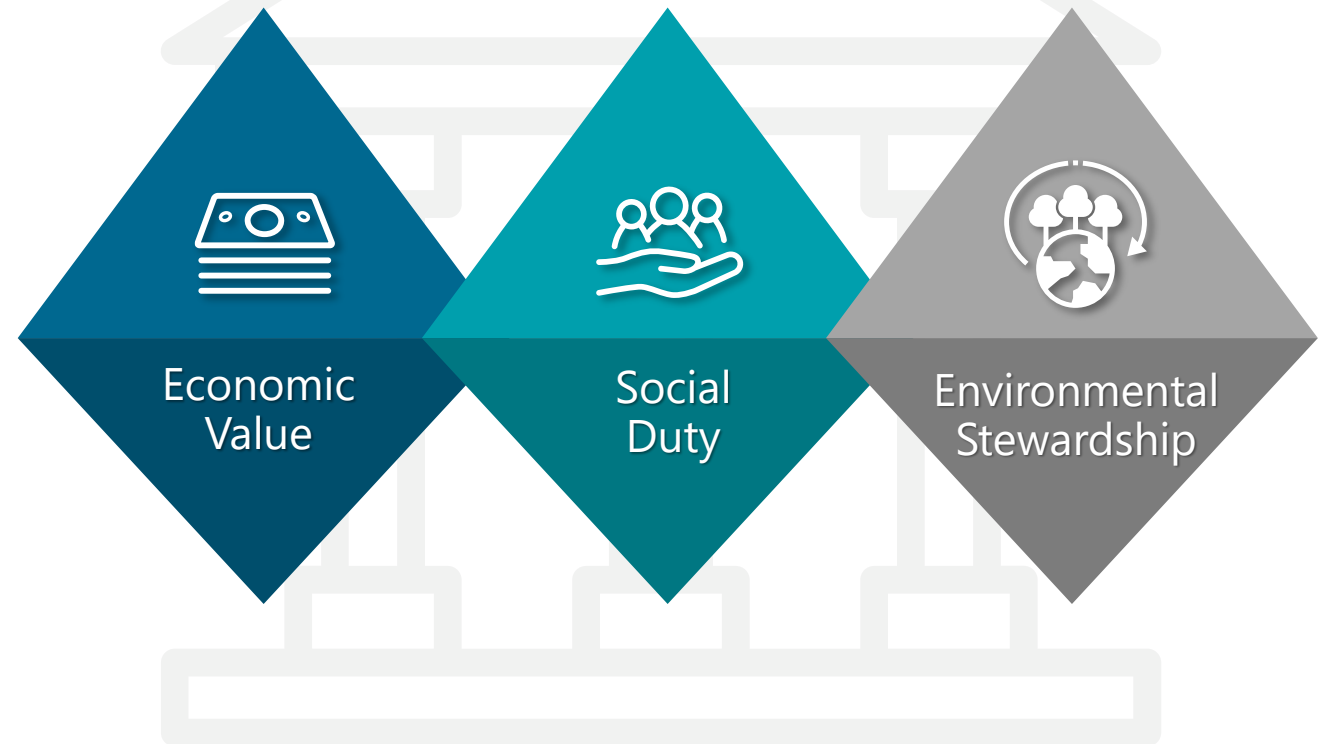 Economic
Value
Social
Duty
Environmental
Stewardship